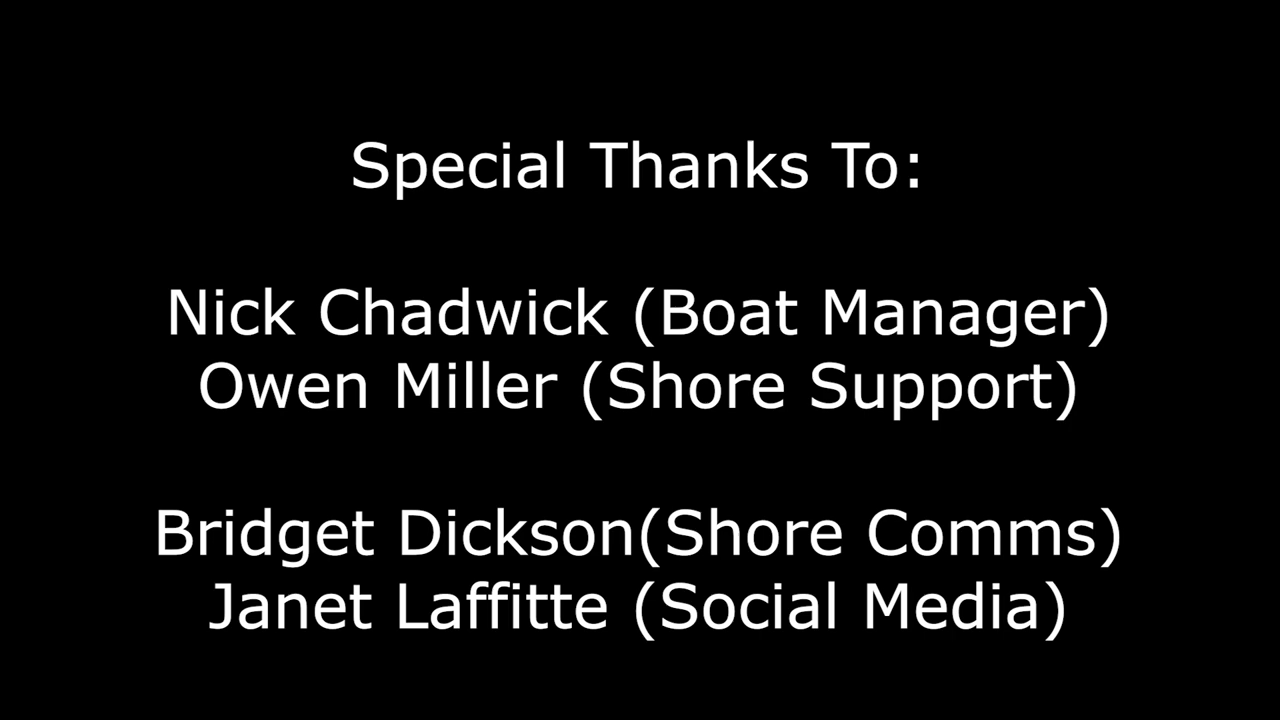 Special Thanks To:
Nick Chadwick (Boat Manager)
Owen Miller (Shore Support)
Bridget Dickson(Shore Comms)
Janet Laffitte (Social Media)